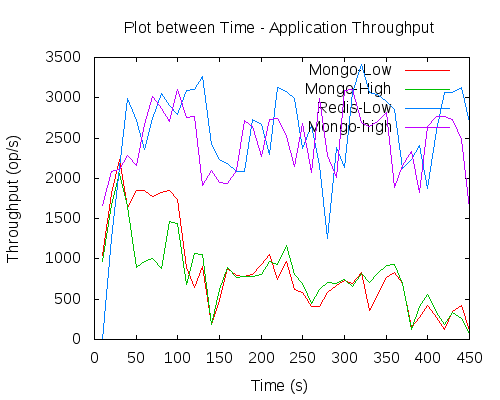 Plot between Time - Application Throughput
3500
3000
2500
2000
1500
1000
500
0
Throughput (op/s)
Mongo-Low
Mongo-High
Redis-Low
Mongo-high
0 50 100 150 200 250 300 350 400 450
Time (s)